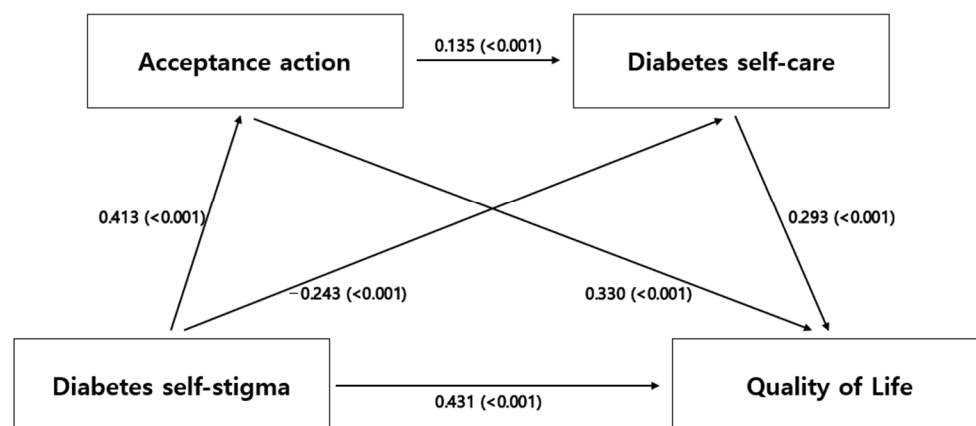 Acceptance action
0.135 (<0.001)
Diabetes self-care
0.413 (<0.001)
0.293 (<0.001)
−0.243 (<0.001)
0.330 (<0.001)
Diabetes self-stigma
0.431 (<0.001)
Quality of Life